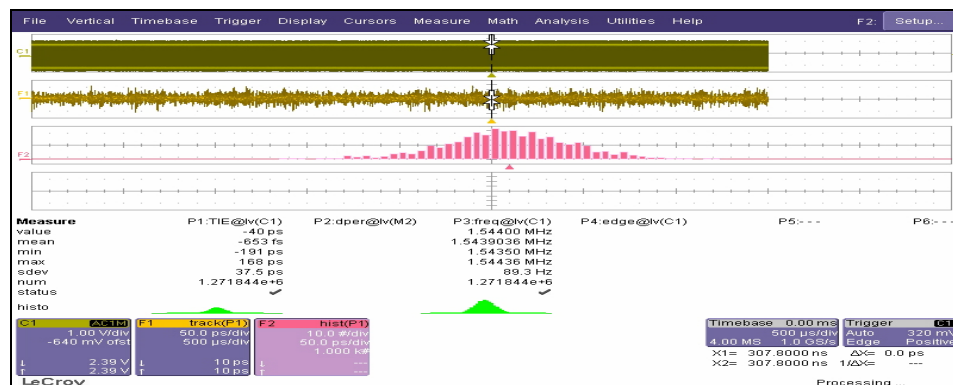 File Vertical Timebase Trigger Display Cursors Measure Math Analysis Utilities Help F2: Setup...
C1
F1
F2
Measure P1:TIE@lv(C1) P2:dper@lv(M2) P3:freq@lv(C1) P4:edge@lv(C1) P5:- - - P6:- - -
value -40 ps 1.54400 MHz
mean -653 fs 1.5439036 MHz
min -191 ps 1.54350 MHz
max 168 ps 1.54436 MHz
sdev 37.5 ps 89.3 Hz
num 1.271844e+6 1.271844e+6
status
histo
C1 AC1M F1 track(P1) F2 hist(P1) Timebase 0.00 ms Trigger C1
1.00 V/div 50.0 ps/div 10.0 #/div 500 µs/div Auto 320 mV
-640 mV ofst 500 µs/div 50.0 ps/div 4.00 MS 1.0 GS/s Edge Positive
1.000 k#
2.39 V 10 ps --- X1= 307.8000 ns ΔX= 0.0 ps
2.39 V 10 ps --- X2= 307.8000 ns 1/ΔX= ---
LeCroy Processing ...